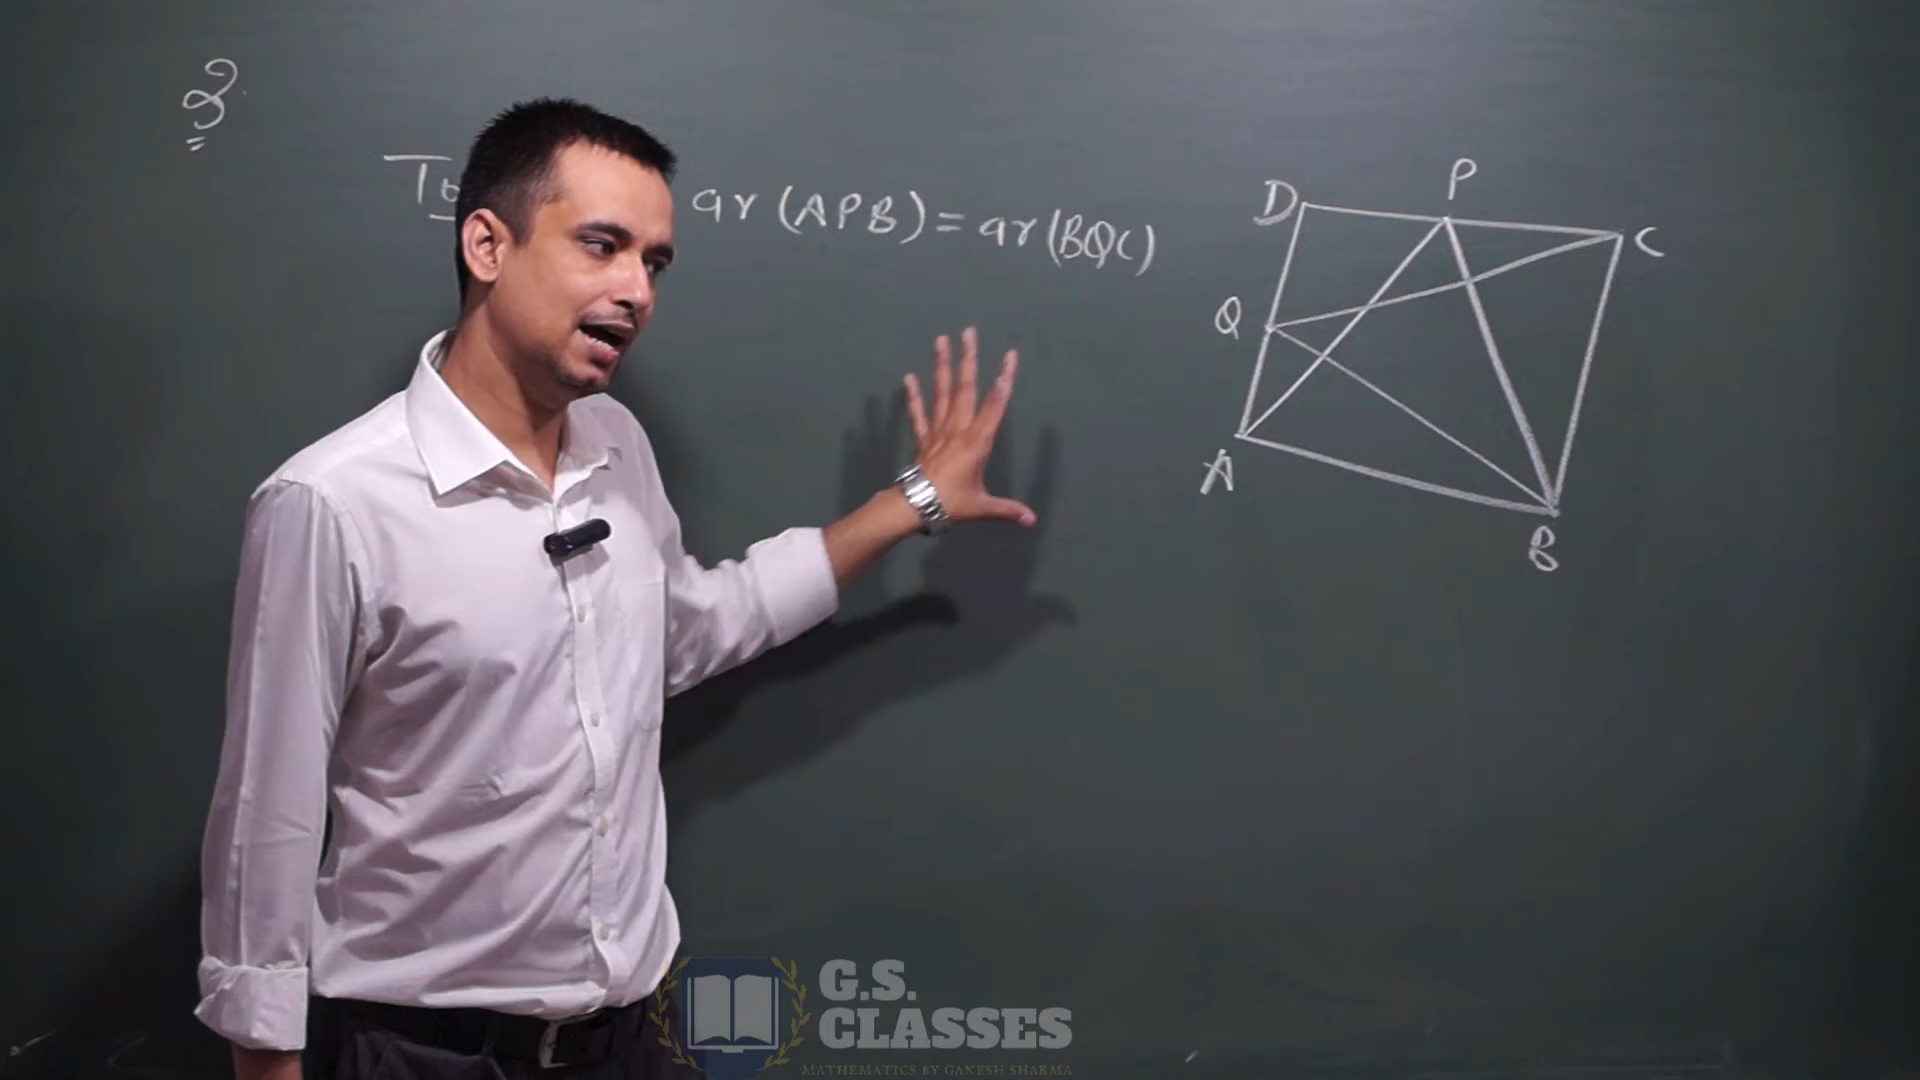 Q.
ar (APB) = ar (BQC)
D
P
C
Q
A
B
G.S.
CLASSES
MATHEMATICS BY GANESH SHARMA